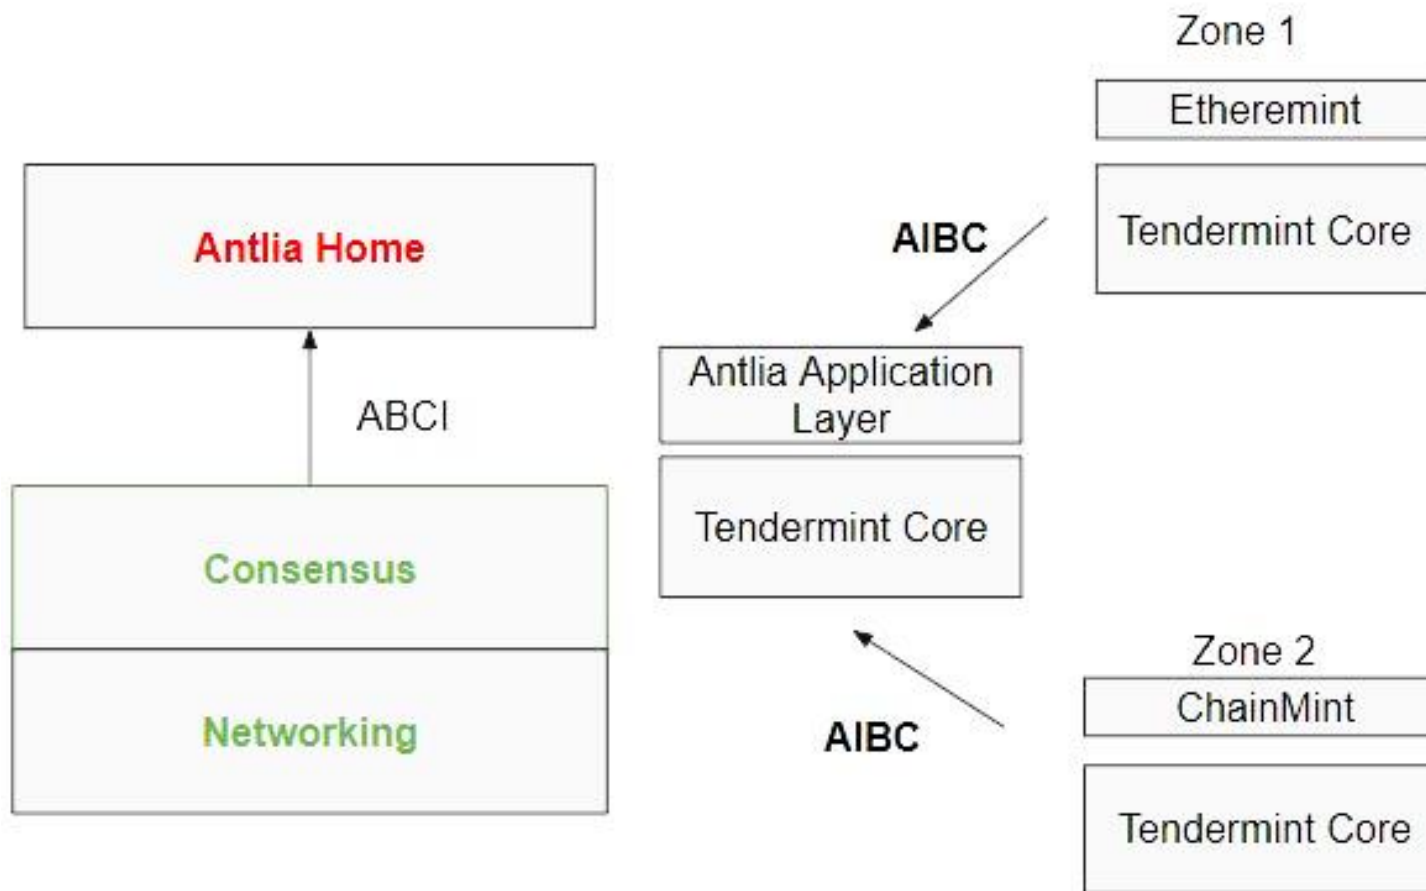 Zone 1
Etheremint
Tendermint Core
Antlia Home
AIBC
Antlia Application
Layer
ABCI
Tendermint Core
Consensus
Networking
AIBC
Zone 2
ChainMint
Tendermint Core